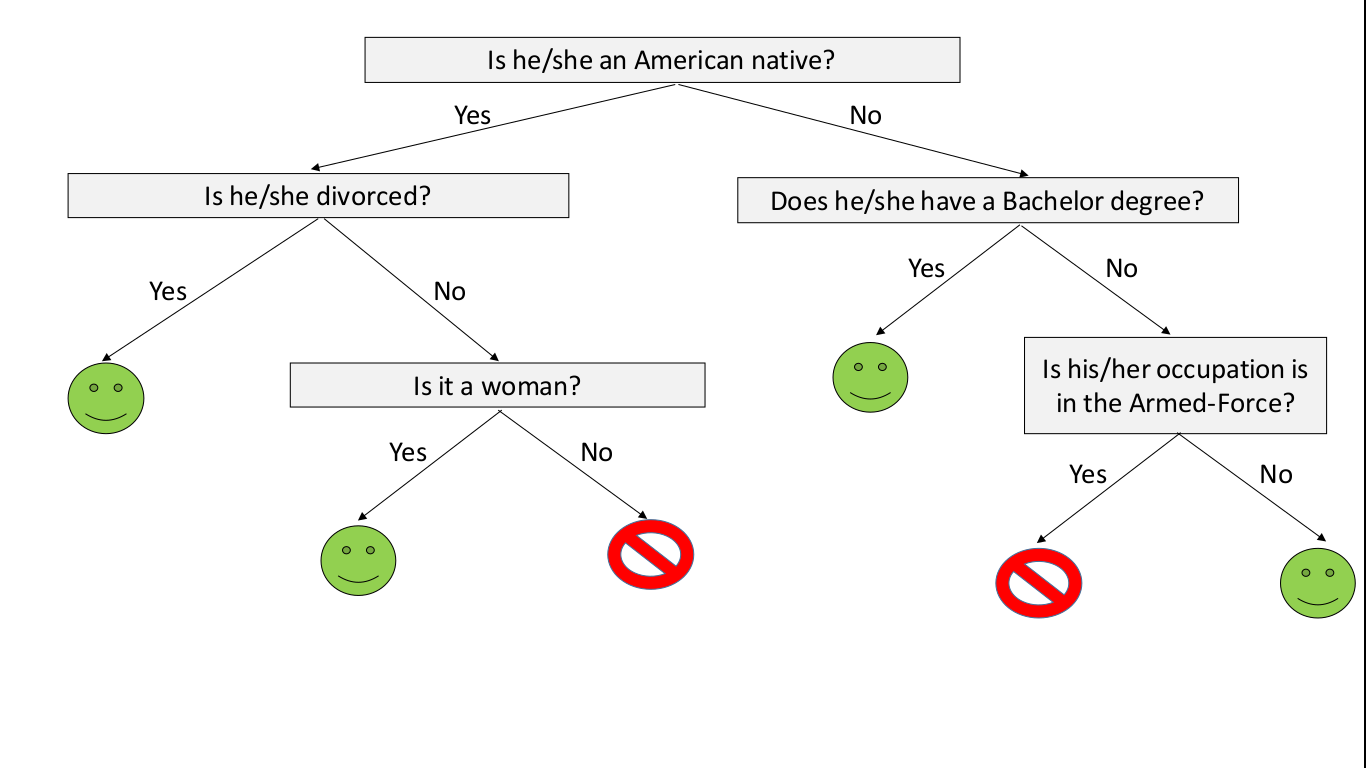 Is he/she an American native?
Yes
No
Is he/she divorced?
Does he/she have a Bachelor degree?
Yes
No
Yes
No
Is it a woman?
Is his/her occupation is
in the Armed-Force?
Yes
No
Yes
No